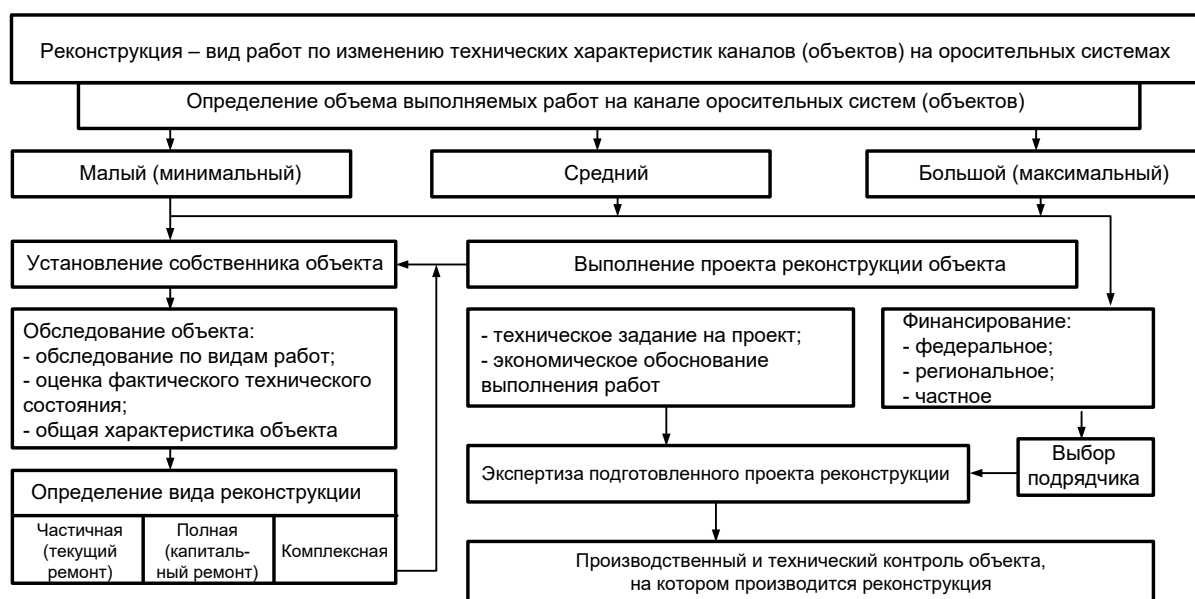 Реконструкция – вид работ по изменению технических характеристик каналов (объектов) на оросительных системах
Определение объема выполняемых работ на канале оросительных систем (объектов)
Малый (минимальный)
Средний
Большой (максимальный)
Установление собственника объекта
Выполнение проекта реконструкции объекта
Обследование объекта:
- обследование по видам работ;
- оценка фактического технического
состояния;
- общая характеристика объекта
- техническое задание на проект;
- экономическое обоснование
выполнения работ
Финансирование:
- федеральное;
- региональное;
- частное
Определение вида реконструкции
Частичная
(текущий
ремонт)
Полная
(капиталь-
ный ремонт)
Комплексная
Экспертиза подготовленного проекта реконструкции
Выбор
подрядчика
Производственный и технический контроль объекта,
на котором производится реконструкция